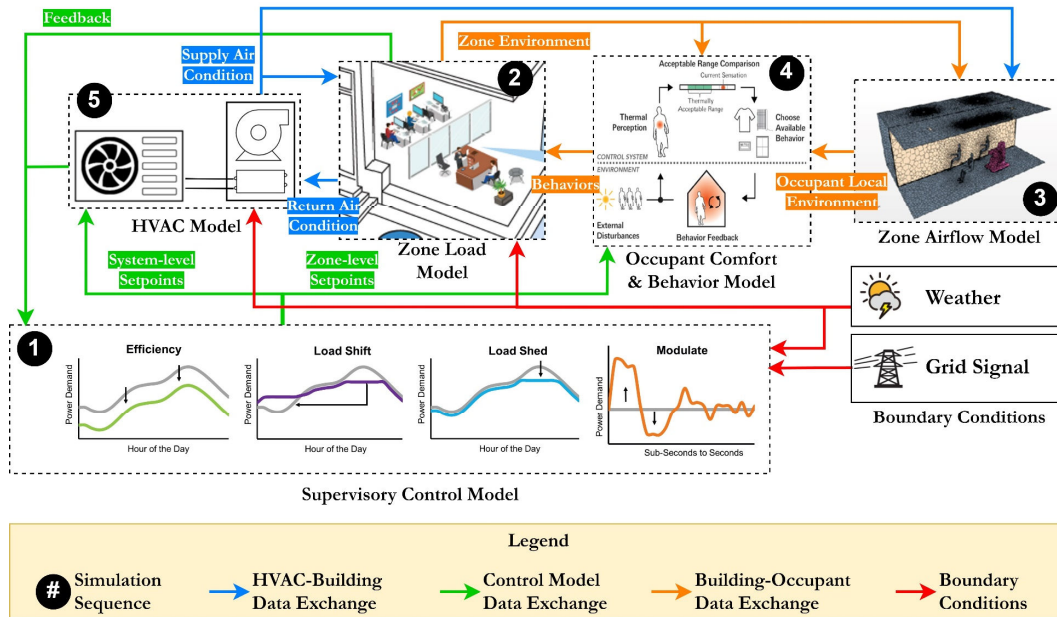 Feedback
Supply Air
Condition
Zone Environment
5
2
Acceptable Range Comparison
Current Sensation
Thermally
Acceptable Range
4
Thermal
Perception
Choose
Available
Behavior
CONTROL SYSTEM
ENVIRONMENT
External
Disturbances
Behavior Feedback
Behaviors
Occupant Local
Environment
3
Return Air
Condition
HVAC Model
Zone Load
Model
Occupant Comfort
& Behavior Model
Zone Airflow Model
System-level
Setpoints
Zone-level
Setpoints
Weather
Grid Signal
Boundary Conditions
1
Efficiency
Power Demand
Hour of the Day
Load Shift
Power Demand
Hour of the Day
Load Shed
Power Demand
Hour of the Day
Modulate
Power Demand
Sub-Seconds to Seconds
Supervisory Control Model
Legend
#
Simulation
Sequence
HVAC-Building
Data Exchange
Control Model
Data Exchange
Building-Occupant
Data Exchange
Boundary
Conditions